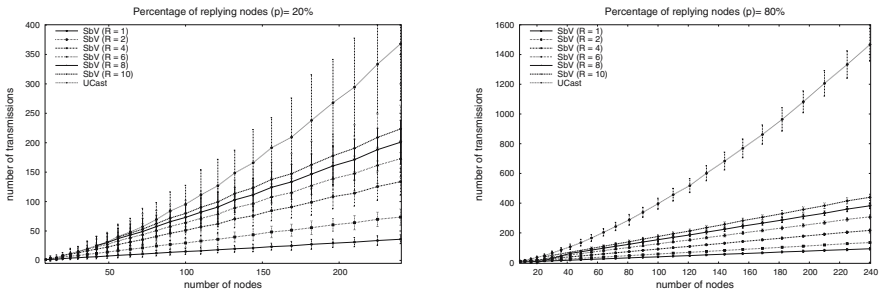 Percentage of replying nodes (p)= 20%
400
350
300
250
200
150
100
50
0
number of transmissions
SbV (R = 1)
SbV (R = 2)
SbV (R = 4)
SbV (R = 6)
SbV (R = 8)
SbV (R = 10)
UCast
50
100
150
200
number of nodes
Percentage of replying nodes (p)= 80%
1600
1400
1200
1000
800
600
400
200
0
number of transmissions
SbV (R = 1)
SbV (R = 2)
SbV (R = 4)
SbV (R = 6)
SbV (R = 8)
SbV (R = 10)
UCast
20
40
60
80
100
120
140
160
180
200
220
240
number of nodes